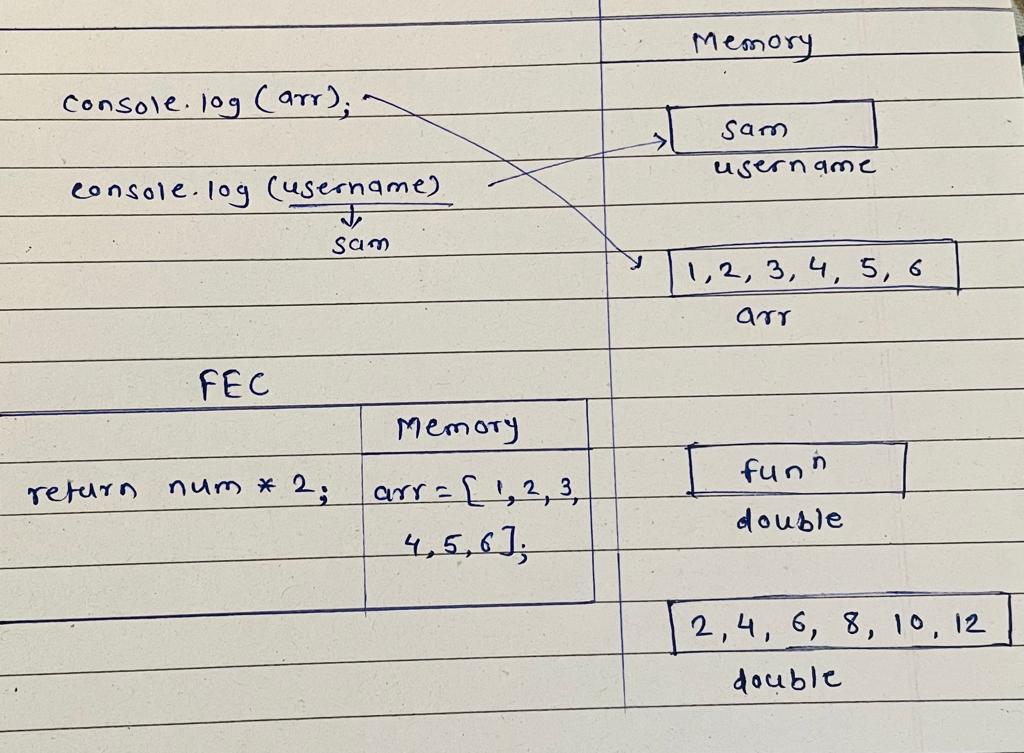 Memory
console.log (arr);
sam
username
console.log (username)
sam
1, 2, 3, 4, 5, 6
arr
FEC
Memory
return num * 2;
arr = [ 1, 2, 3,
4, 5, 6 ];
funⁿ
double
2, 4, 6, 8, 10, 12
double